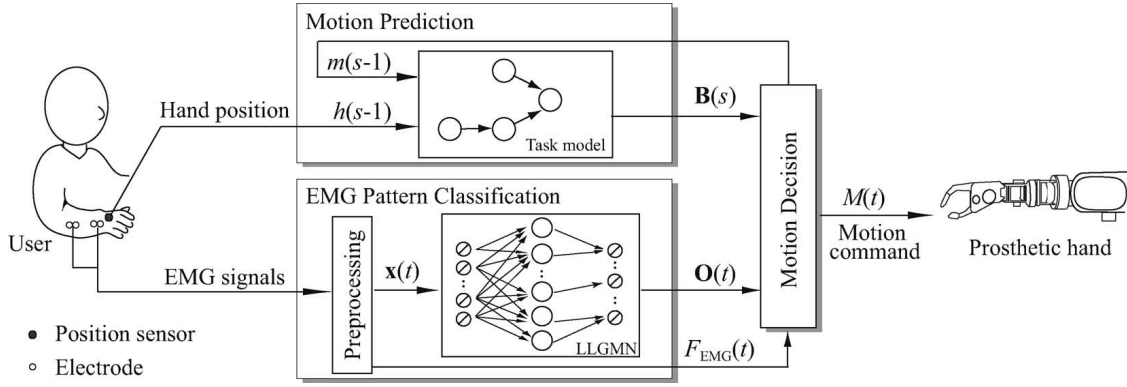 Motion Prediction
m(s-1)
Hand position
h(s-1)
B(s)
Task model
EMG Pattern Classification
User
Preprocessing
x(t)
EMG signals
LLGMN
O(t)
F_EMG(t)
Motion Decision
M(t)
Motion
command
Prosthetic hand
Position sensor
Electrode